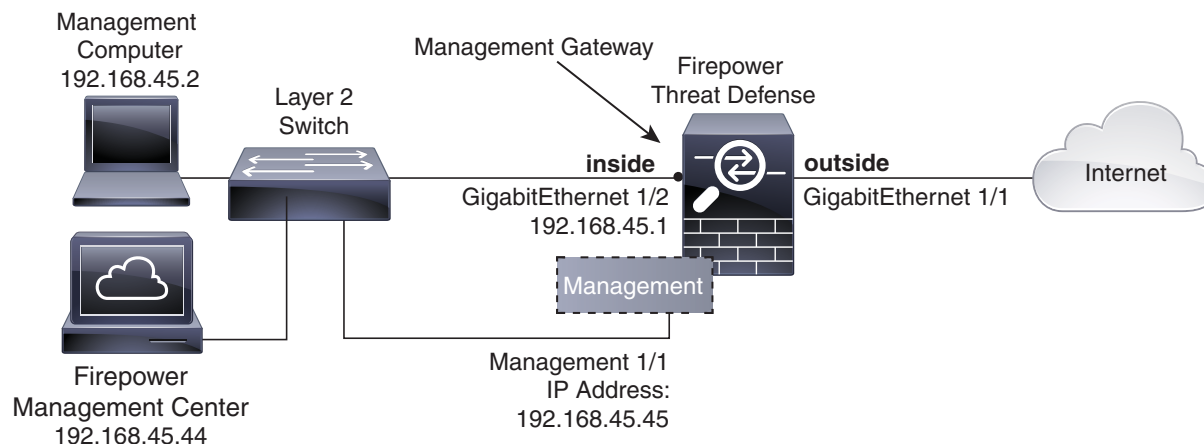 Management
Computer
192.168.45.2
Layer 2
Switch
Management Gateway
Firepower
Threat Defense
inside
GigabitEthernet 1/2
192.168.45.1
outside
GigabitEthernet 1/1
Internet
Management
Management 1/1
IP Address:
192.168.45.45
Firepower
Management Center
192.168.45.44